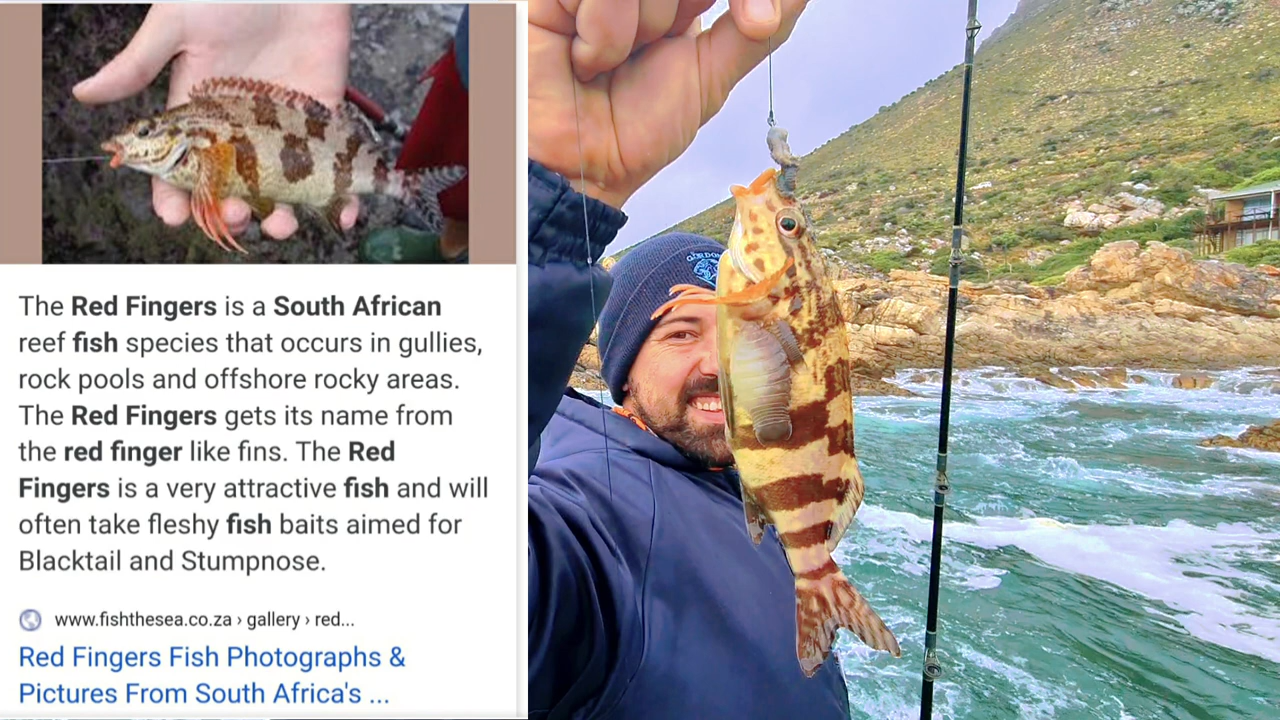 The Red Fingers is a South African
reef fish species that occurs in gullies,
rock pools and offshore rocky areas.
The Red Fingers gets its name from
the red finger like fins. The Red
Fingers is a very attractive fish and will
often take fleshy fish baits aimed for
Blacktail and Stumpnose.
www.fishthesea.co.za › gallery › red...
Red Fingers Fish Photographs &
Pictures From South Africa's ...